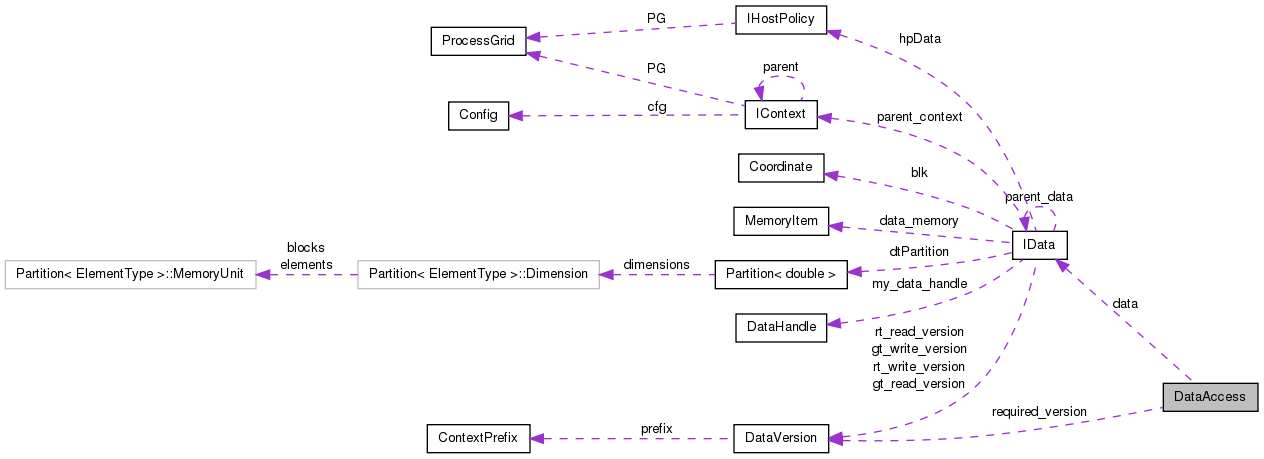 PG
IHostPolicy
ProcessGrid
hpData
PG
parent
cfg
Config
IContext
parent_context
Coordinate
blk
parent_data
MemoryItem
data_memory
IData
blocks
elements
dimensions
dtPartition
Partition< ElementType >::MemoryUnit
Partition< ElementType >::Dimension
Partition< double >
my_data_handle
data
DataHandle
rt_read_version
gt_write_version
rt_write_version
gt_read_version
DataAccess
required_version
prefix
ContextPrefix
DataVersion